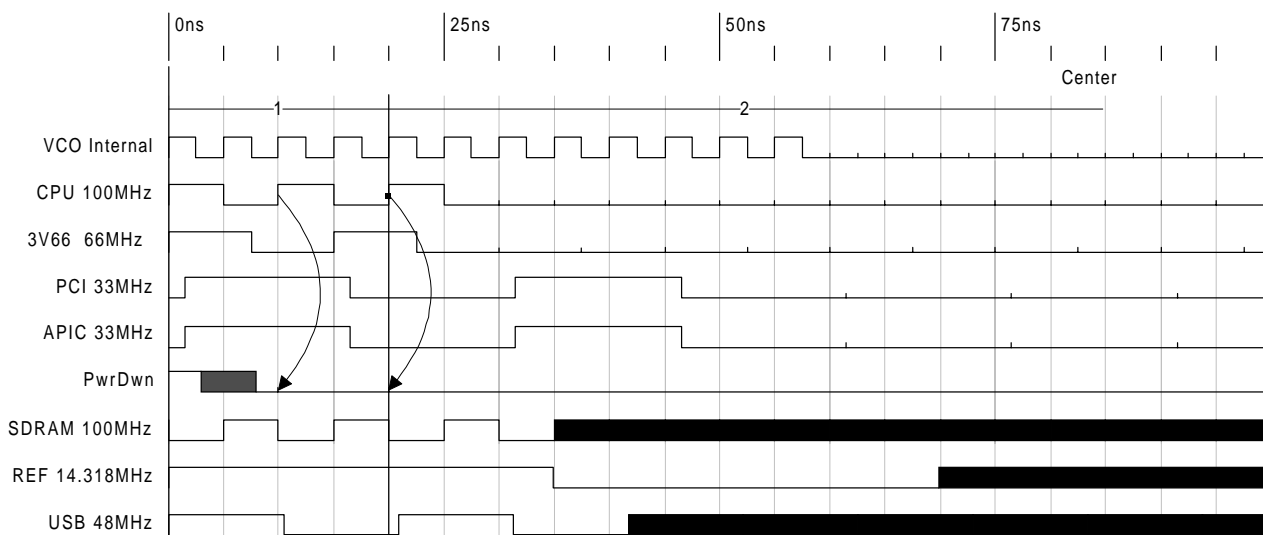 0ns 25ns 50ns 75ns
Center
1 2
VCO Internal
CPU 100MHz
3V66 66MHz
PCI 33MHz
APIC 33MHz
PwrDwn
SDRAM 100MHz
REF 14.318MHz
USB 48MHz